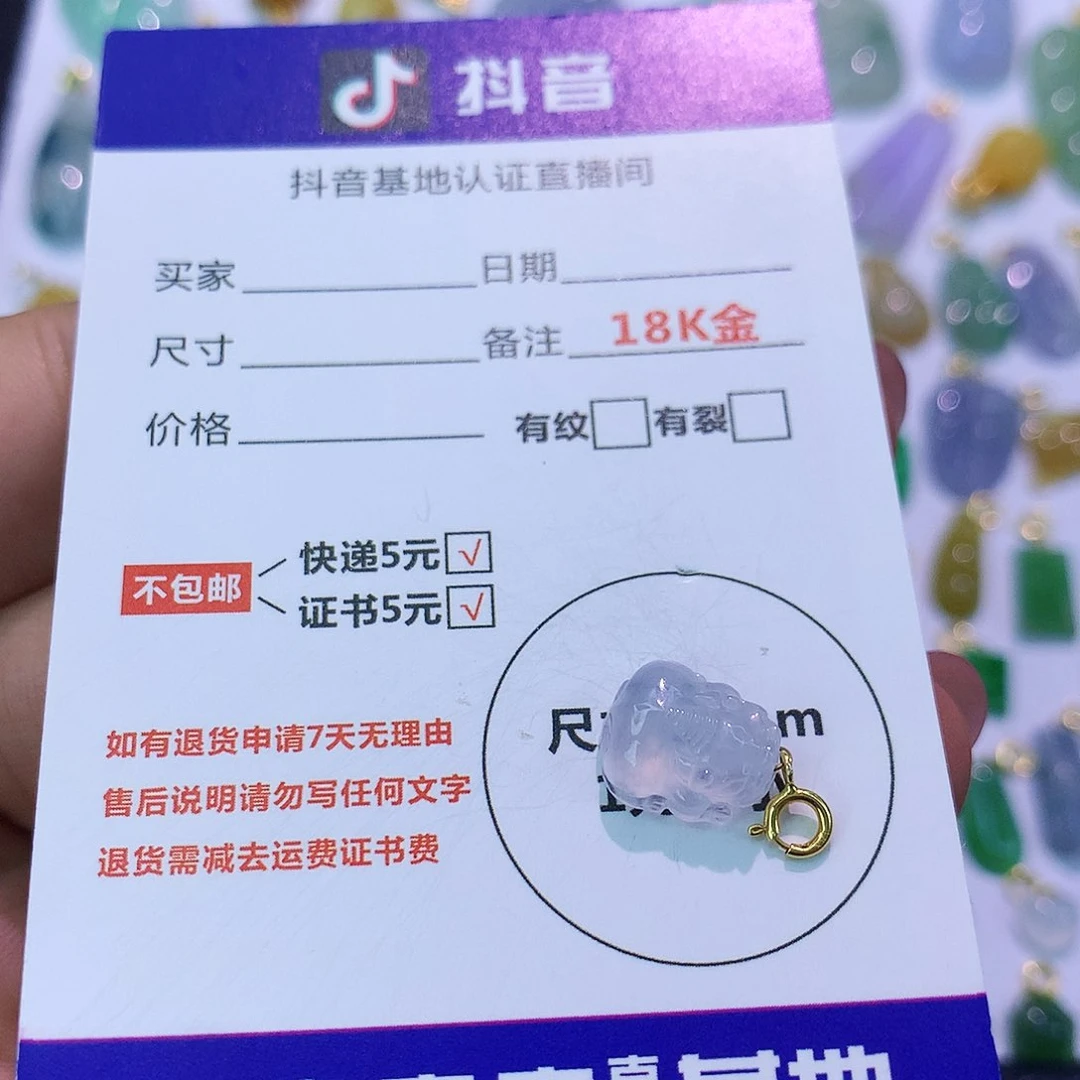 抖音
抖音基地认证直播间
买家 日期
尺寸 备注 18K金
价格 有纹 有裂
不包邮
快递5元 √
证书5元 √
如有退货申请7天无理由
售后说明请勿写任何文字
退货需减去运费证书费
尺 m
基地